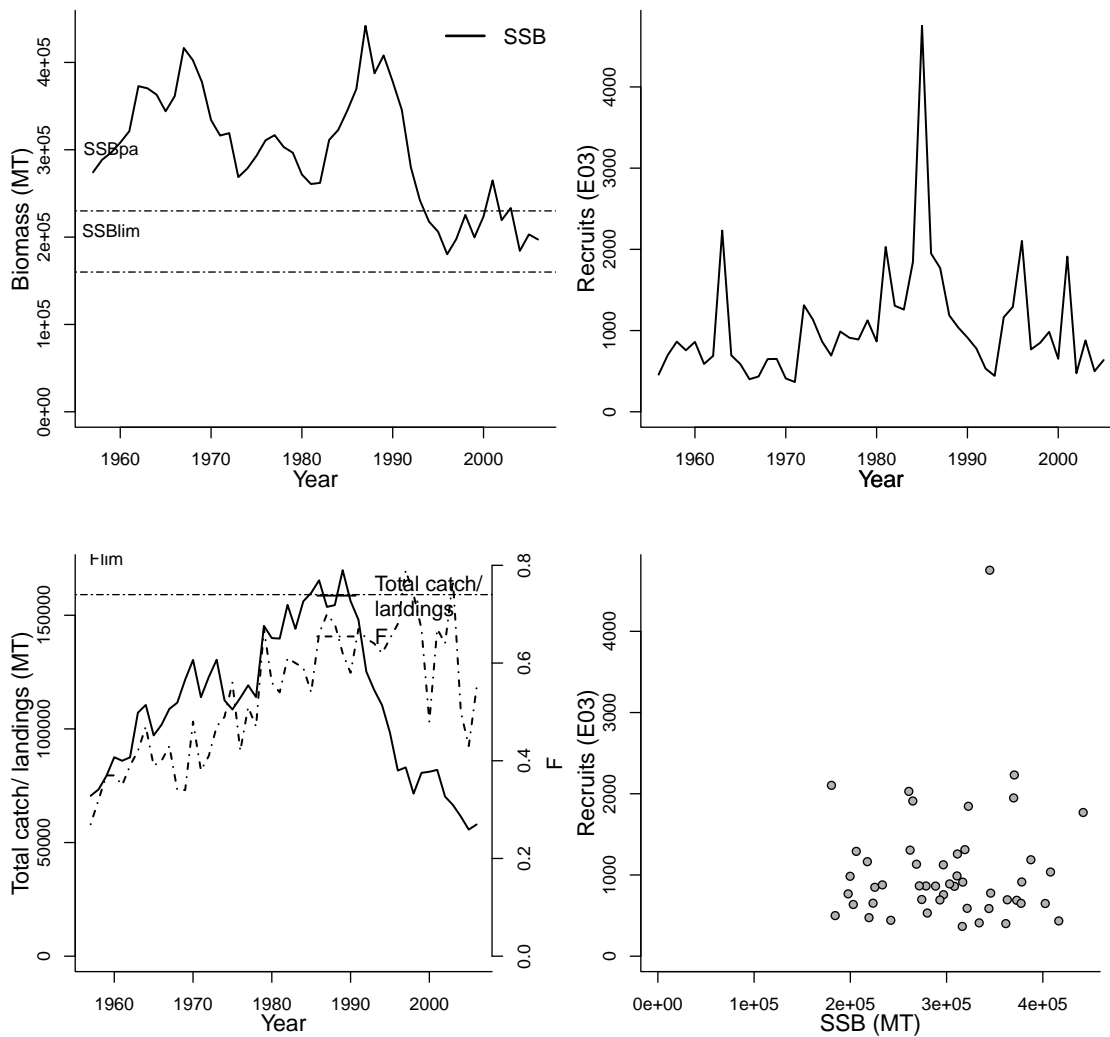 Biomass (MT)
0e+00
1e+05
2e+05
3e+05
4e+05
SSB
SSBpa
SSBlim
1960
1970
1980
1990
2000
Year
Recruits (E03)
0
1000
2000
3000
4000
1960
1970
1980
1990
2000
Year
Total catch/ landings (MT)
0
50000
100000
150000
Flim
Total catch/
landings
F
0.0
0.2
0.4
0.6
0.8
F
1960
1970
1980
1990
2000
Year
Recruits (E03)
0
1000
2000
3000
4000
0e+00
1e+05
2e+05
3e+05
4e+05
SSB (MT)